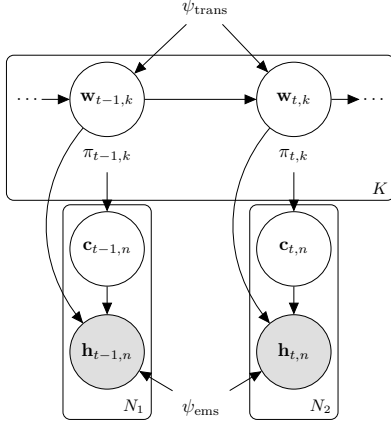 ψ_trans
··· w_{t−1,k} w_{t,k} ···
π_{t−1,k} π_{t,k}
K
c_{t−1,n} c_{t,n}
h_{t−1,n} h_{t,n}
N_1 ψ_ems N_2